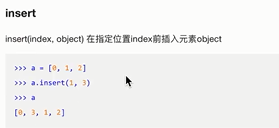 insert
insert(index, object) 在指定位置index前插入元素object
>>> a = [0, 1, 2]
>>> a.insert(1, 3)
>>> a
[0, 3, 1, 2]